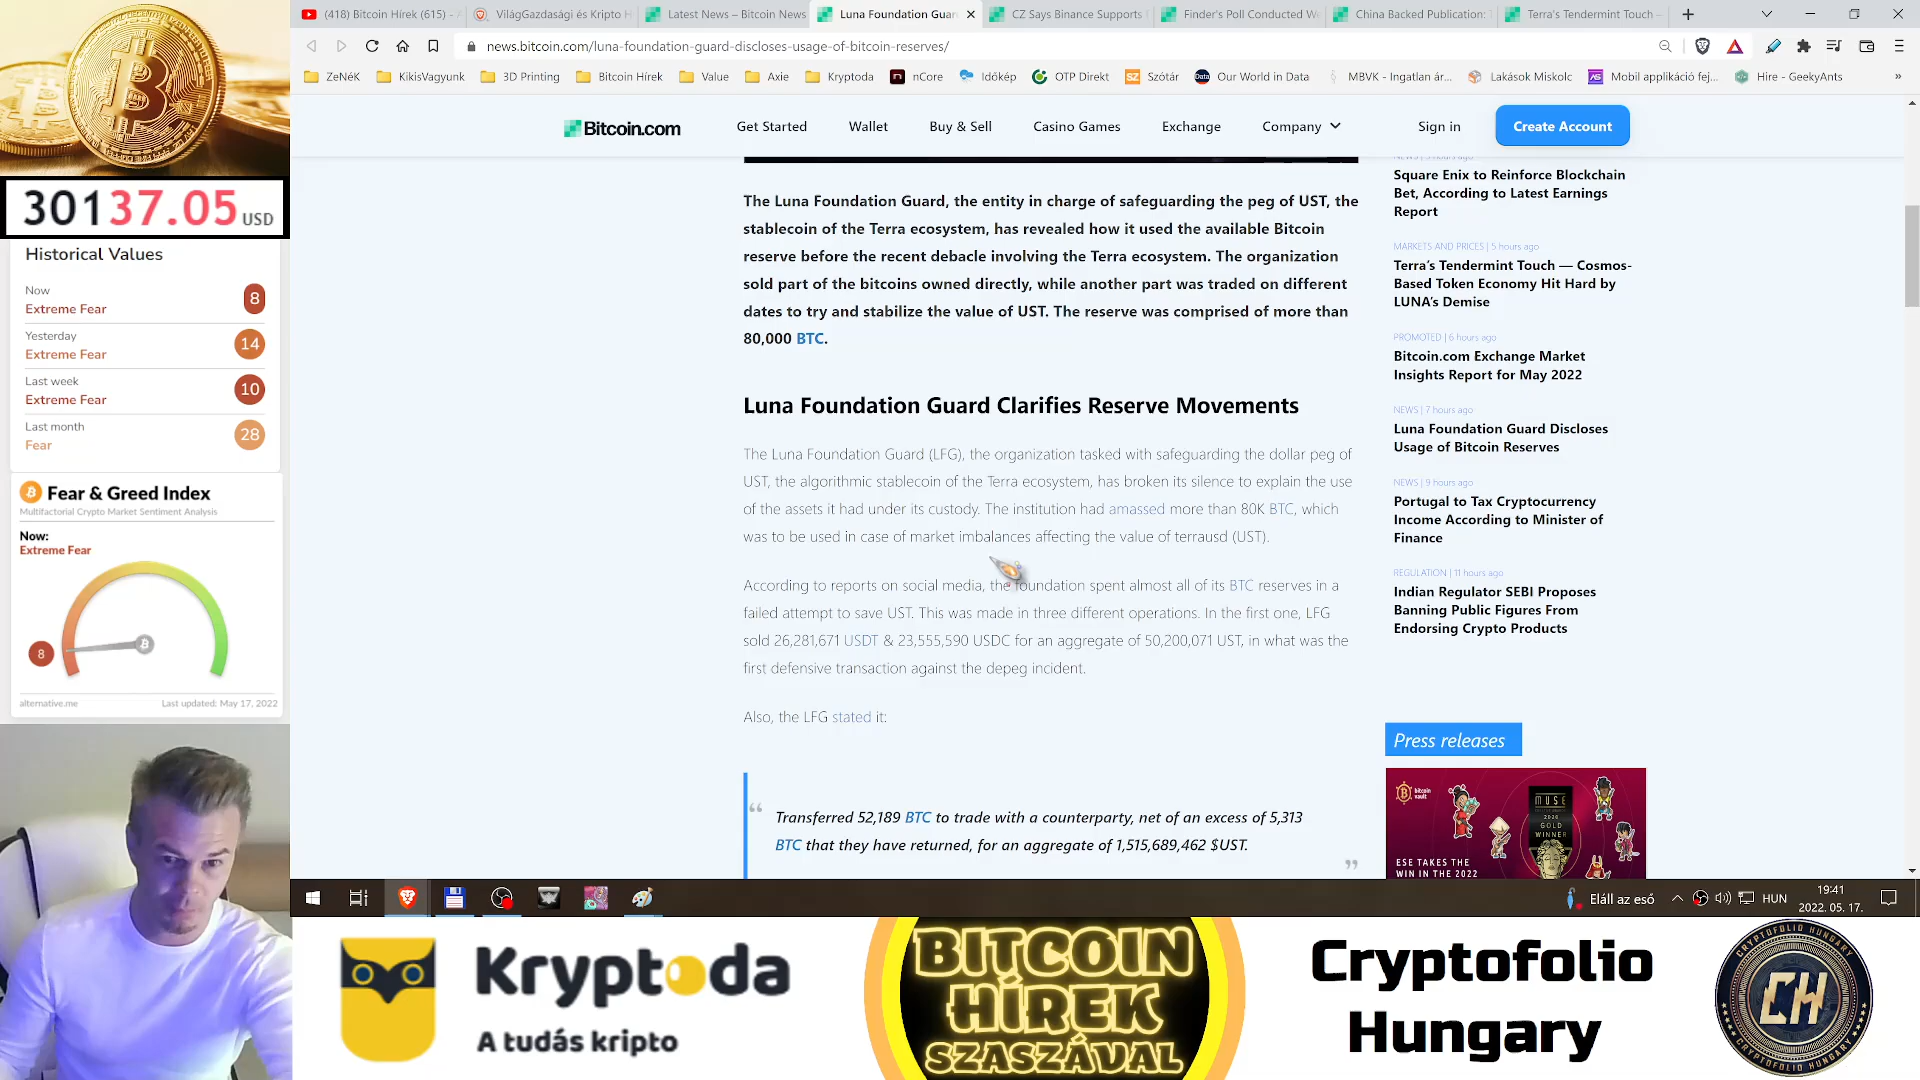 (418) Bitcoin Hírek (615) -
VilágGazdasági és Kripto H
Latest News – Bitcoin News
Luna Foundation Guar
CZ Says Binance Supports
Finder's Poll Conducted W
China Backed Publication:
Terra's Tendermint Touch –
news.bitcoin.com/luna-foundation-guard-discloses-usage-of-bitcoin-reserves/
ZeNéK
KikisVagyunk
3D Printing
Bitcoin Hírek
Value
Axie
Kryptoda
nCore
Időkép
OTP Direkt
Szótár
Our World in Data
MBVK - Ingatlan ár...
Lakások Miskolc
Mobil applikáció fej...
Hire - GeekyAnts
Bitcoin.com
Get Started
Wallet
Buy & Sell
Casino Games
Exchange
Company
Sign in
Create Account
30137.05 USD
Historical Values
Now
Extreme Fear
8
Yesterday
Extreme Fear
14
Last week
Extreme Fear
10
Last month
Fear
28
Fear & Greed Index
Multifactorial Crypto Market Sentiment Analysis
Now:
Extreme Fear
8
alternative.me
Last updated: May 17, 2022
The Luna Foundation Guard, the entity in charge of safeguarding the peg of UST, the
stablecoin of the Terra ecosystem, has revealed how it used the available Bitcoin
reserve before the recent debacle involving the Terra ecosystem. The organization
sold part of the bitcoins owned directly, while another part was traded on different
dates to try and stabilize the value of UST. The reserve was comprised of more than
80,000 BTC.
Luna Foundation Guard Clarifies Reserve Movements
The Luna Foundation Guard (LFG), the organization tasked with safeguarding the dollar peg of
UST, the algorithmic stablecoin of the Terra ecosystem, has broken its silence to explain the use
of the assets it had under its custody. The institution had amassed more than 80K BTC, which
was to be used in case of market imbalances affecting the value of terrausd (UST).
According to reports on social media, the foundation spent almost all of its BTC reserves in a
failed attempt to save UST. This was made in three different operations. In the first one, LFG
sold 26,281,671 USDT & 23,555,590 USDC for an aggregate of 50,200,071 UST, in what was the
first defensive transaction against the depeg incident.
Also, the LFG stated it:
“ Transferred 52,189 BTC to trade with a counterparty, net of an excess of 5,313
BTC that they have returned, for an aggregate of 1,515,689,462 $UST. ”
Square Enix to Reinforce Blockchain
Bet, According to Latest Earnings
Report
MARKETS AND PRICES | 5 hours ago
Terra's Tendermint Touch — Cosmos-
Based Token Economy Hit Hard by
LUNA's Demise
PROMOTED | 6 hours ago
Bitcoin.com Exchange Market
Insights Report for May 2022
NEWS | 7 hours ago
Luna Foundation Guard Discloses
Usage of Bitcoin Reserves
NEWS | 9 hours ago
Portugal to Tax Cryptocurrency
Income According to Minister of
Finance
REGULATION | 11 hours ago
Indian Regulator SEBI Proposes
Banning Public Figures From
Endorsing Crypto Products
Press releases
bitcoin
vault
MUSE
GOLD
WINNER
ESE TAKES THE
WIN IN THE 2022
Eláll az eső
HUN
19:41
2022. 05. 17.
Kryptoda
A tudás kripto
BITCOIN
HÍREK
SZASZÁVAL
Cryptofolio
Hungary
CRYPTOFOLIO HUNGARY
CH
CRYPTOFOLIO HUNGARY